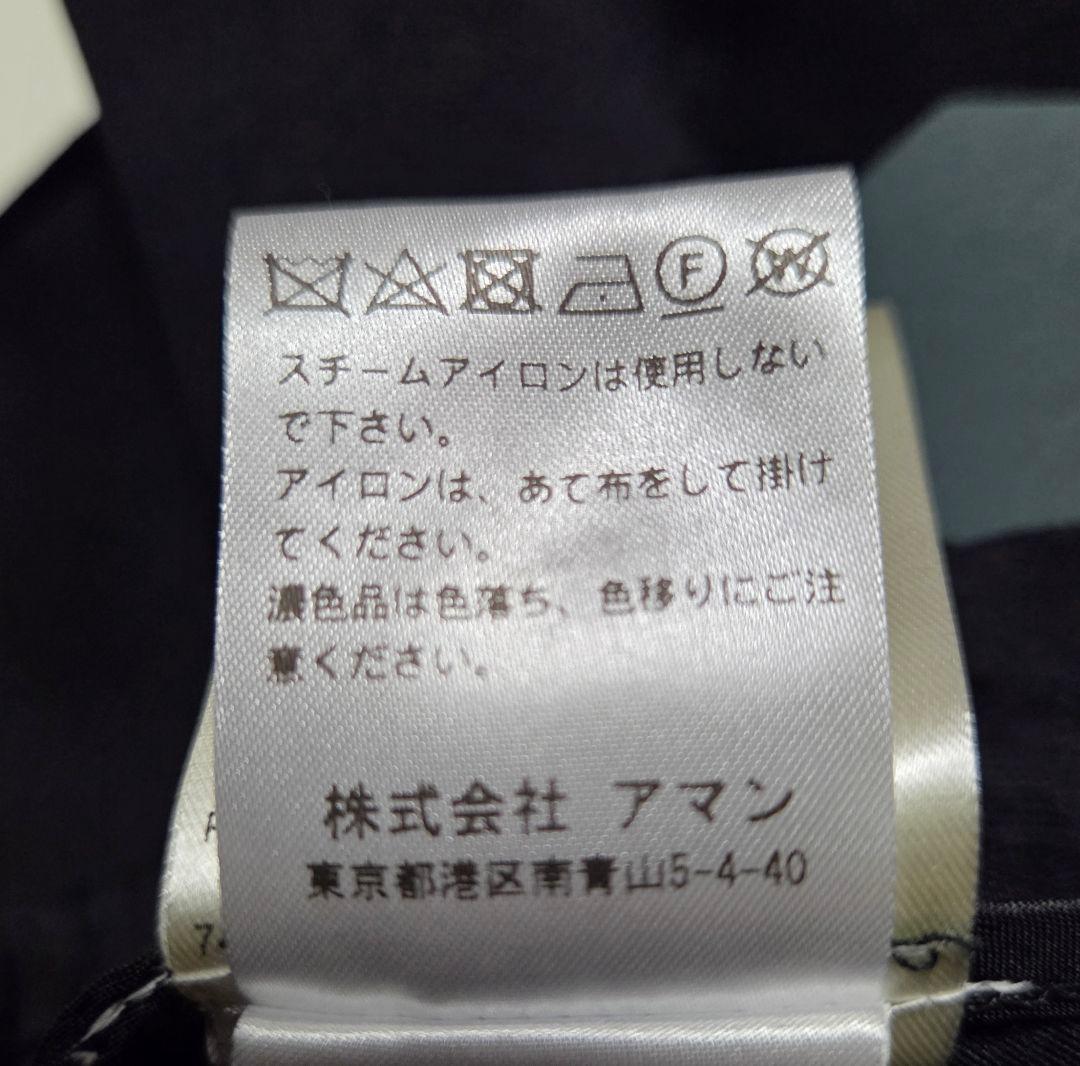 F W
スチームアイロンは使用しない
で下さい。
アイロンは、あて布をして掛け
てください。
濃色品は色落ち、色移りにご注
意ください。
株式会社 アマン
東京都港区南青山5-4-40